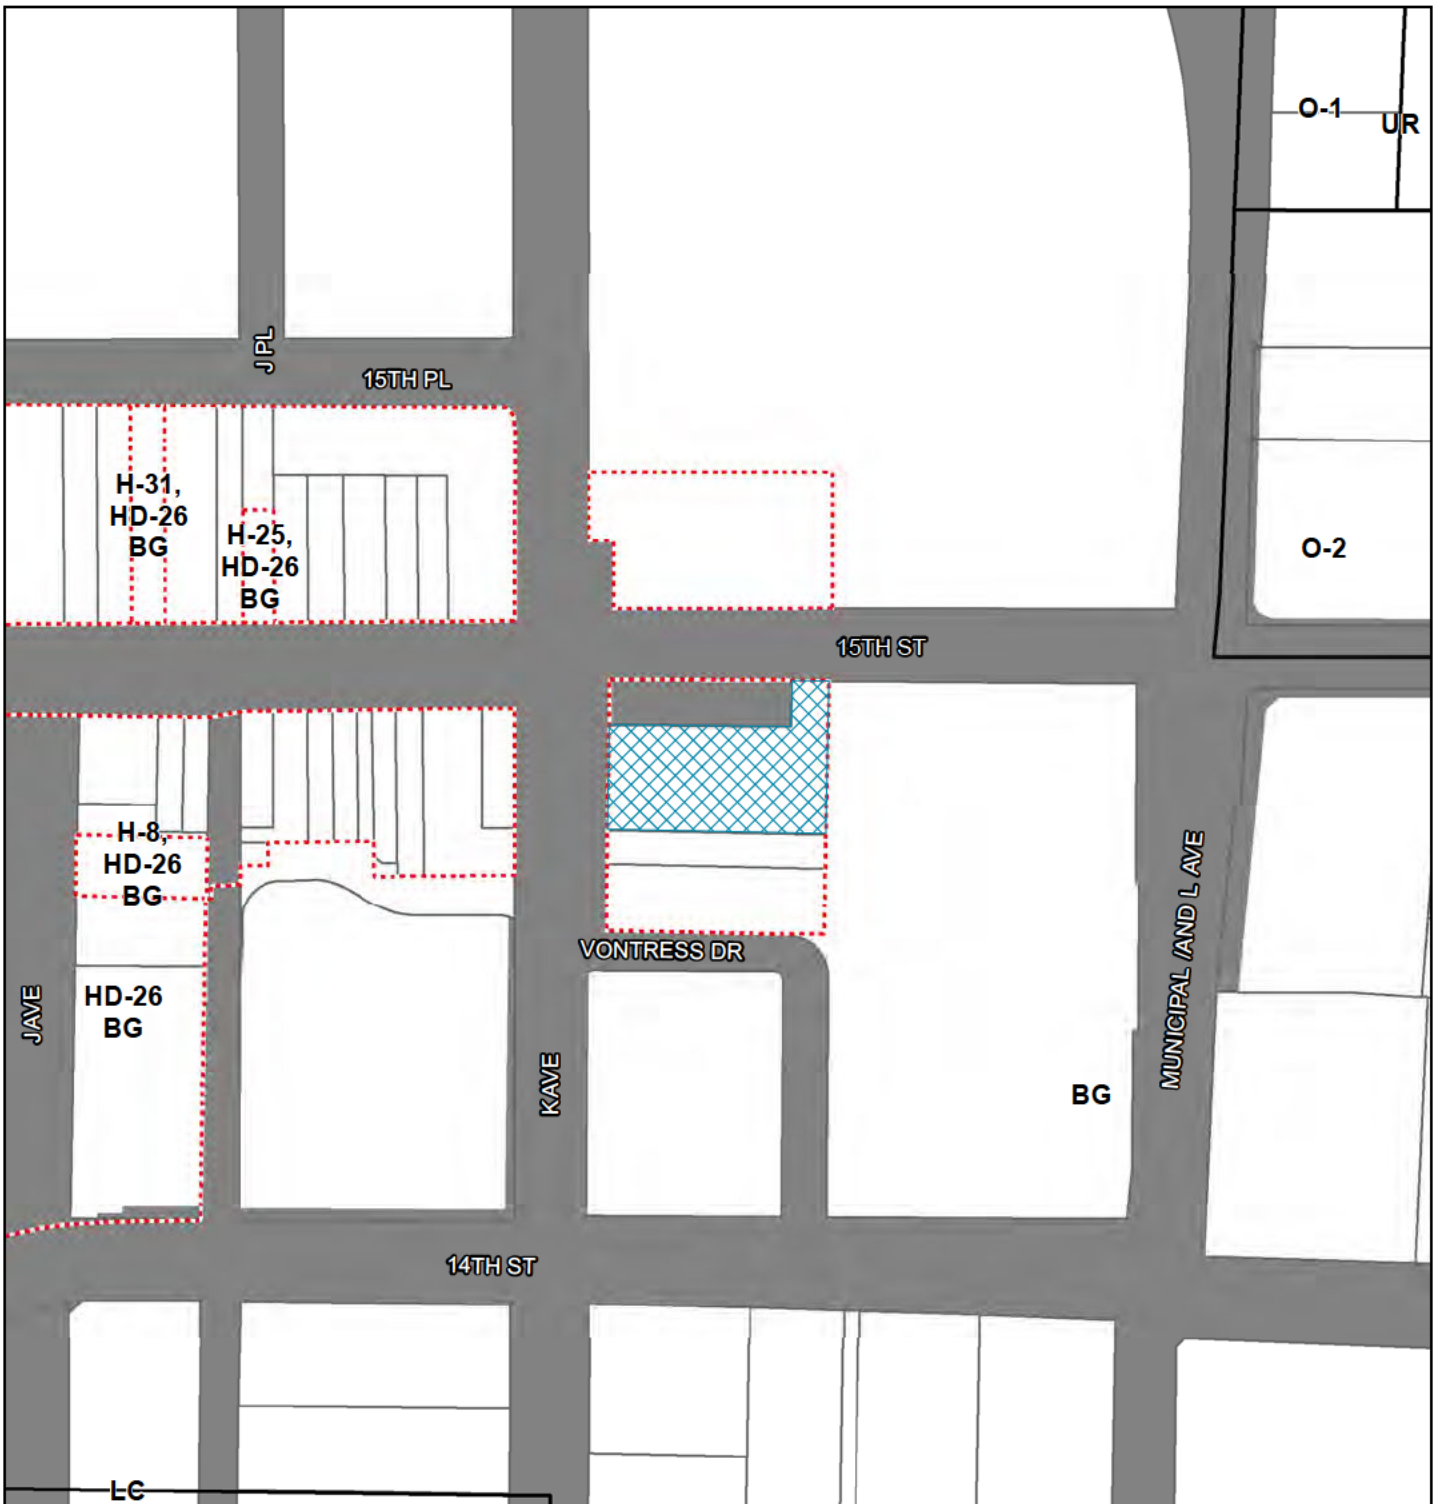 O-1
UR
J PL
15TH PL
H-31,
HD-26
BG
H-25,
HD-26
BG
O-2
15TH ST
H-8,
HD-26
BG
VONTRESS DR
HD-26
BG
J AVE
K AVE
MUNICIPAL /AND L AVE
BG
14TH ST
LC